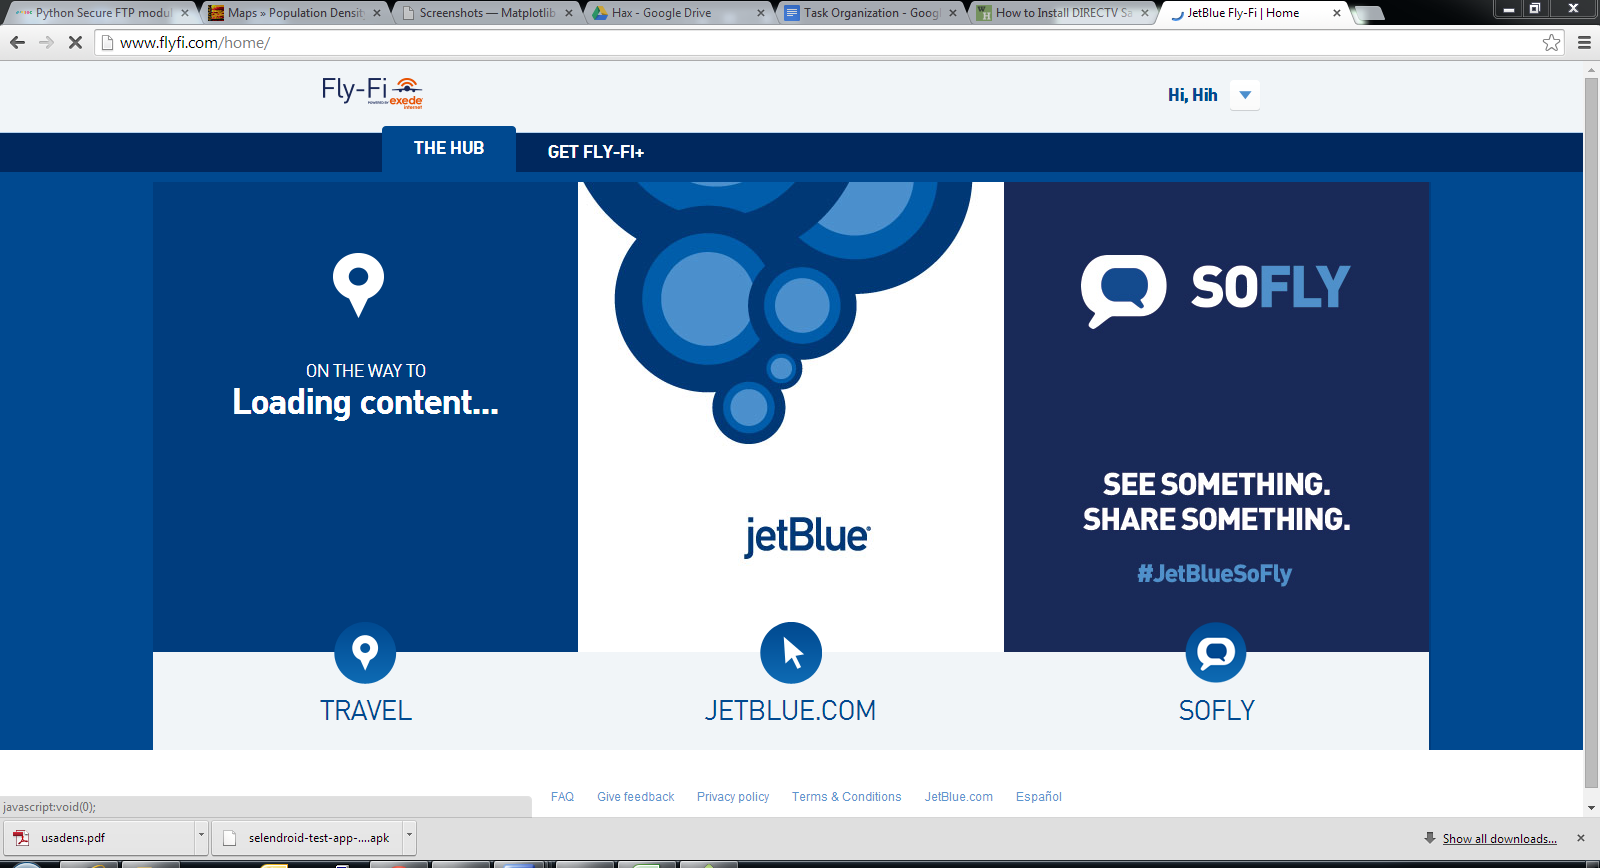 Python Secure FTP modul
Maps » Population Densit
Screenshots — Matplotlib
Hax - Google Drive
Task Organization - Goog
How to Install DIRECTV Sa
JetBlue Fly-Fi | Home
www.flyfi.com/home/
Fly-Fi
POWERED BY exede
internet
Hi, Hih
THE HUB
GET FLY-FI+
ON THE WAY TO
Loading content...
jetBlue®
SOFLY
SEE SOMETHING.
SHARE SOMETHING.
#JetBlueSoFly
TRAVEL
JETBLUE.COM
SOFLY
FAQ
Give feedback
Privacy policy
Terms & Conditions
JetBlue.com
Español
javascript:void(0);
usadens.pdf
selendroid-test-app-....apk
Show all downloads...